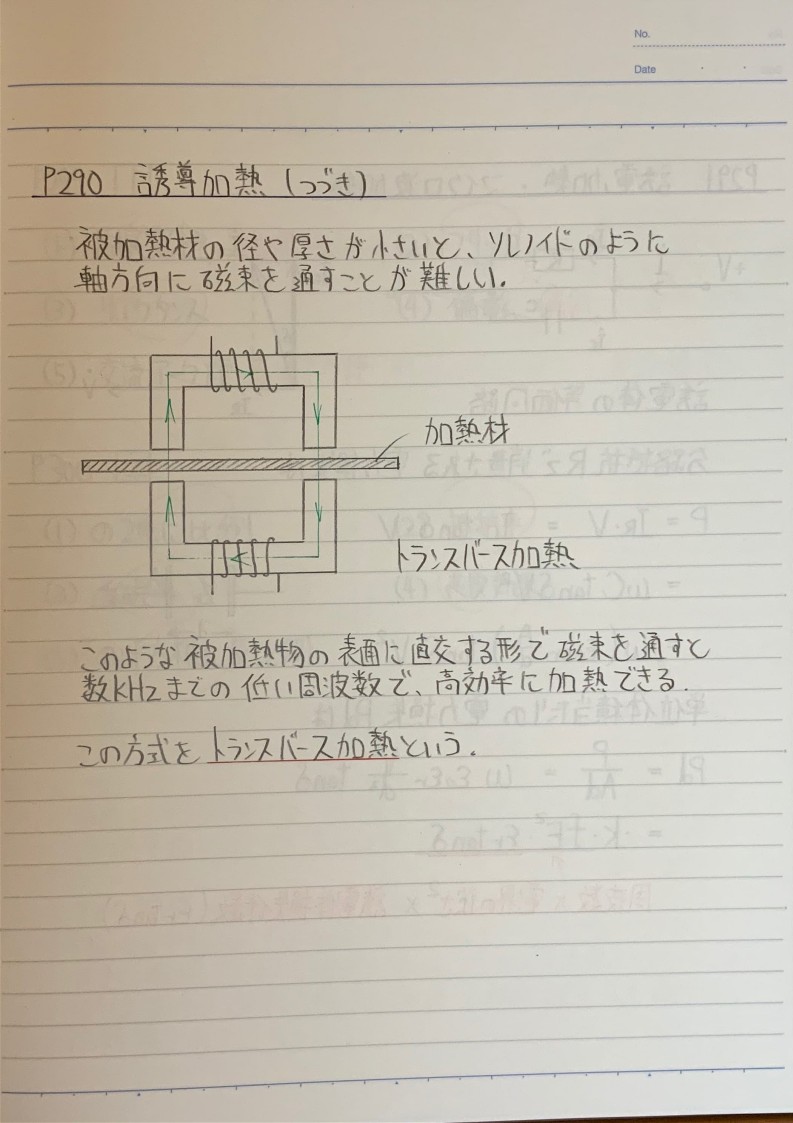 No.
Date
P290 誘導加熱 (つづき)
被加熱材の径や厚さが小さいと、ソレノイドのように
軸方向に磁束を通すことが難しい.
加熱材
トランスバース加熱
このような被加熱物の表面に直交する形で磁束を通すと
数kHzまでの低い周波数で、高効率に加熱できる.
この方式をトランスバース加熱という.